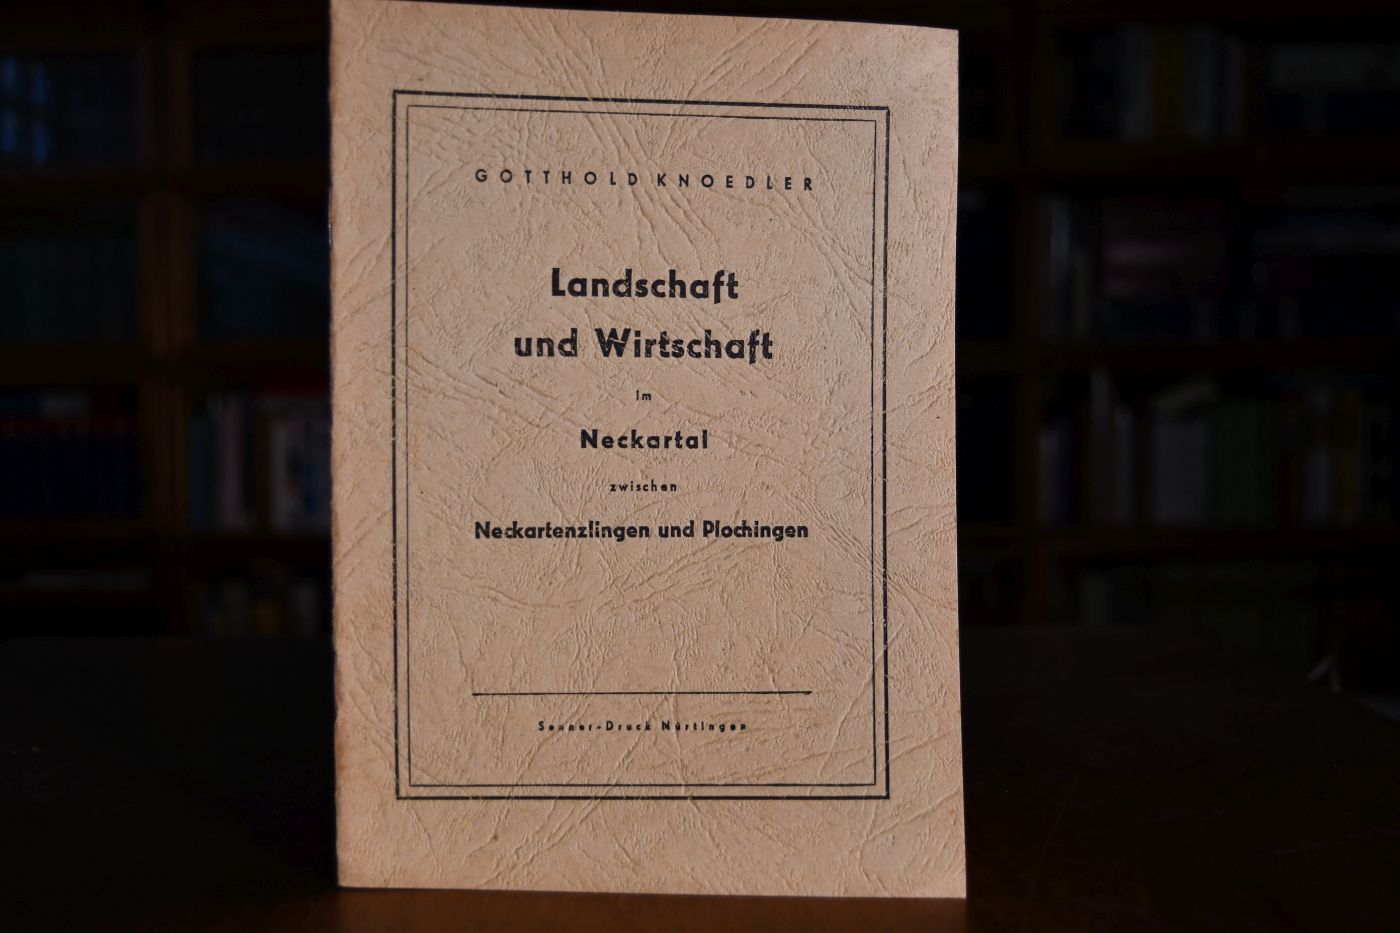 GOTTHOLD KNOEDLER
Landschaft
und Wirtschaft
im
Neckartal
zwischen
Neckartenzlingen und Plochingen
Senner-Druck Nürtingen